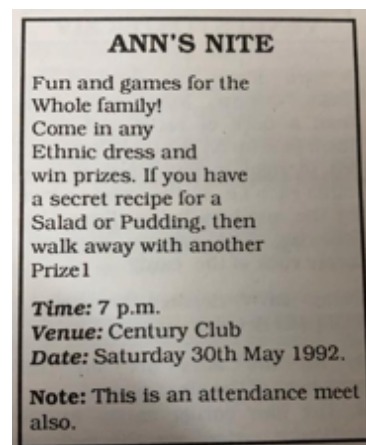 ANN'S NITE
Fun and games for the
Whole family!
Come in any
Ethnic dress and
win prizes. If you have
a secret recipe for a
Salad or Pudding, then
walk away with another
Prize1
Time: 7 p.m.
Venue: Century Club
Date: Saturday 30th May 1992.
Note: This is an attendance meet
also.